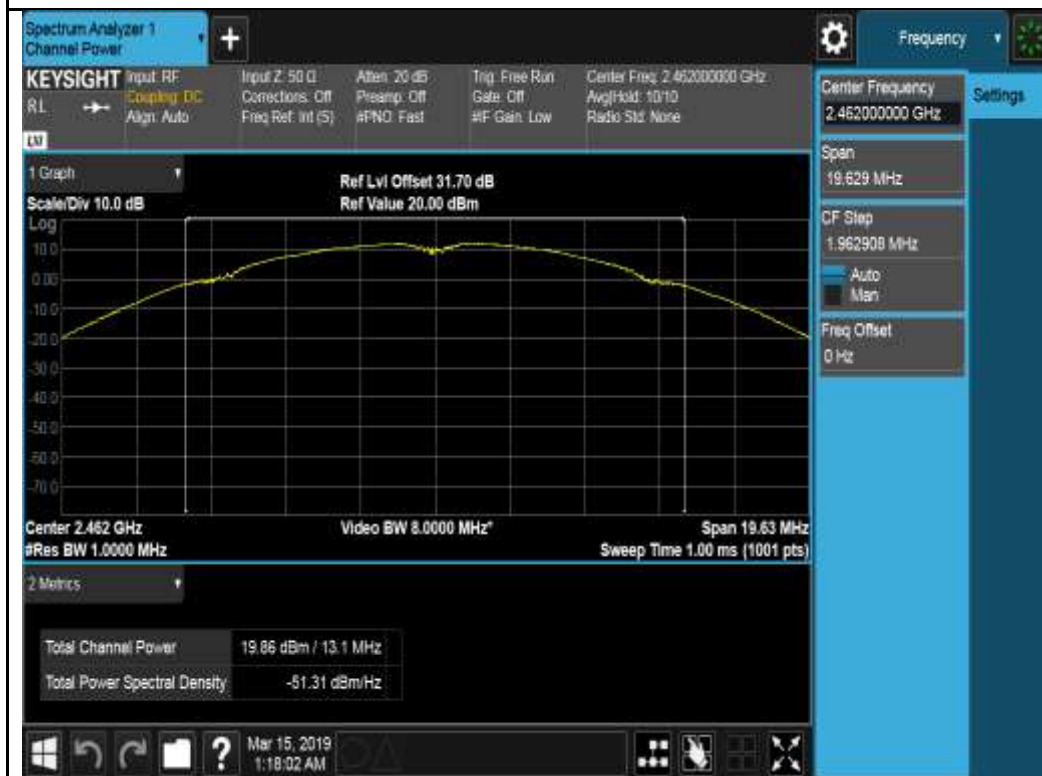 Spectrum Analyzer 1
Channel Power
+
Frequency
KEYSIGHT
Input: RF
Coupling: DC
Align: Auto
RL
LXI
Input Z: 50 Ω
Corrections: Off
Freq Ref: Int (S)
Atten: 20 dB
Preamp: Off
#PNO: Fast
Trig: Free Run
Gate: Off
#IF Gain: Low
Center Freq: 2.462000000 GHz
Avg|Hold: 10/10
Radio Std: None
Center Frequency
2.462000000 GHz
Settings
Span
19.629 MHz
CF Step
1.962908 MHz
Auto
Man
Freq Offset
0 Hz
1 Graph
Scale/Div 10.0 dB
Ref Lvl Offset 31.70 dB
Ref Value 20.00 dBm
Log
10.0
0.00
-10.0
-20.0
-30.0
-40.0
-50.0
-60.0
-70.0
Center 2.462 GHz
Video BW 8.0000 MHz*
Span 19.63 MHz
#Res BW 1.0000 MHz
Sweep Time 1.00 ms (1001 pts)
2 Metrics
Total Channel Power 19.86 dBm / 13.1 MHz
Total Power Spectral Density -51.31 dBm/Hz
?
Mar 15, 2019
1:18:02 AM